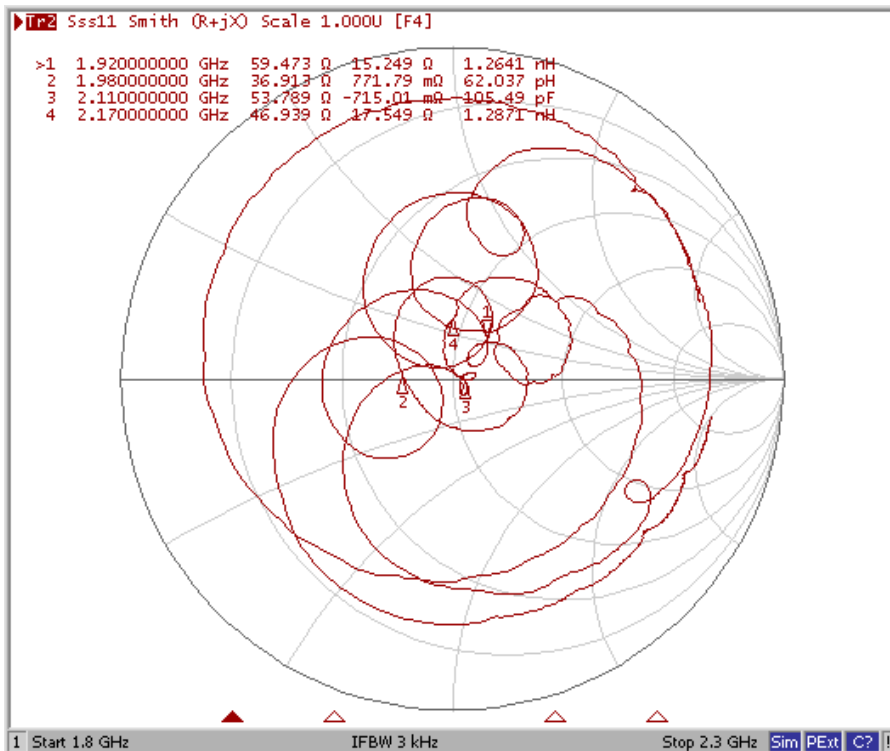 Tr2 Sss11 Smith (R+jX) Scale 1.000U [F4]
>1 1.920000000 GHz 59.473 Ω 15.249 Ω 1.2641 nH
2 1.980000000 GHz 36.913 Ω 771.79 mΩ 62.037 pH
3 2.110000000 GHz 53.789 Ω -715.01 mΩ 105.49 pF
4 2.170000000 GHz 46.939 Ω 17.549 Ω 1.2871 nH
1
4
2
3
1 Start 1.8 GHz IFBW 3 kHz Stop 2.3 GHz Sim PExt C? !